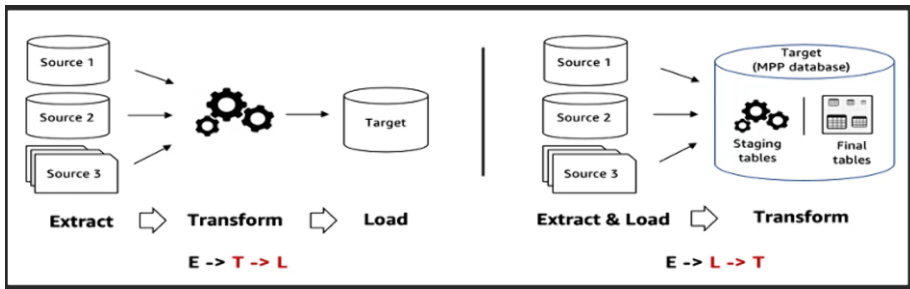 Source 1
Source 2
Source 3
Target
Extract
Transform
Load
E -> T -> L
Source 1
Source 2
Source 3
Target
(MPP database)
Staging
tables
Final
tables
Extract & Load
Transform
E -> L -> T